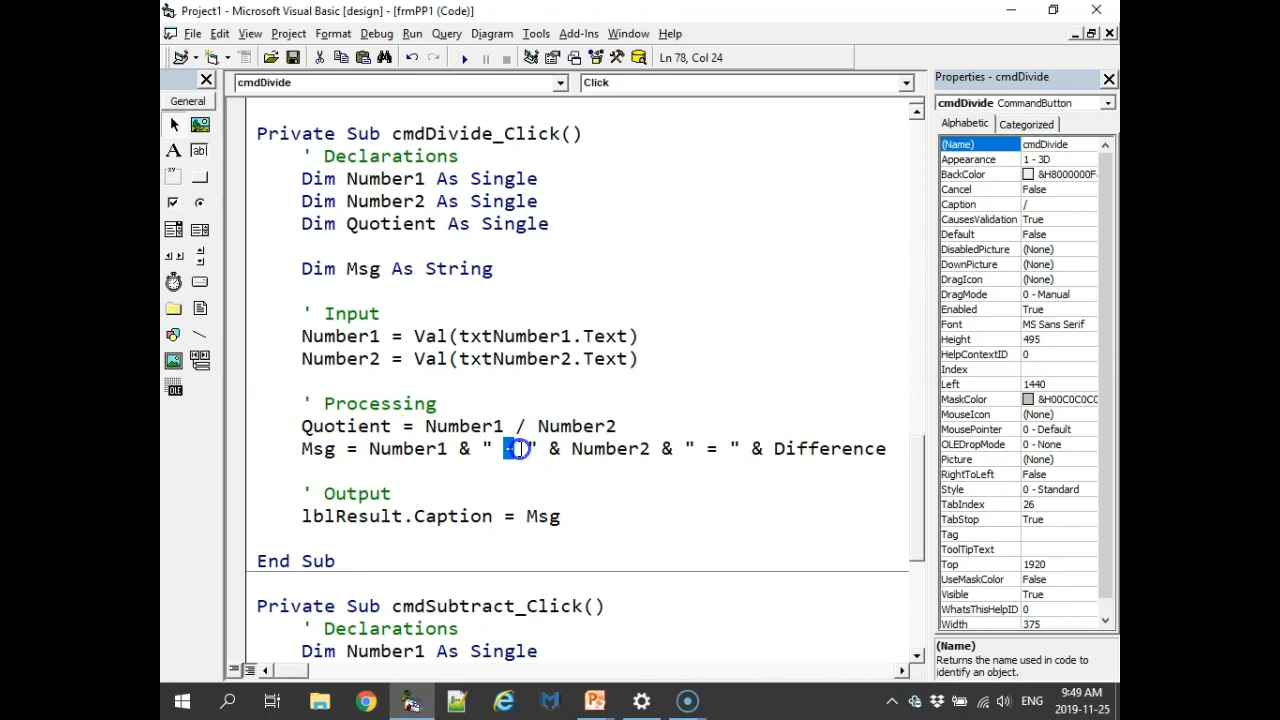 Project1 - Microsoft Visual Basic [design] - [frmPP1 (Code)]
File Edit View Project Format Debug Run Query Diagram Tools Add-Ins Window Help
Ln 78, Col 24
General
cmdDivide
Click
Private Sub cmdDivide_Click()
' Declarations
Dim Number1 As Single
Dim Number2 As Single
Dim Quotient As Single
Dim Msg As String
' Input
Number1 = Val(txtNumber1.Text)
Number2 = Val(txtNumber2.Text)
' Processing
Quotient = Number1 / Number2
Msg = Number1 & " " & Number2 & " = " & Difference
' Output
lblResult.Caption = Msg
End Sub
Private Sub cmdSubtract_Click()
' Declarations
Dim Number1 As Single
Properties - cmdDivide
cmdDivide CommandButton
Alphabetic Categorized
(Name) cmdDivide
Appearance 1 - 3D
BackColor &H8000000F
Cancel False
Caption /
CausesValidation True
Default False
DisabledPicture (None)
DownPicture (None)
DragIcon (None)
DragMode 0 - Manual
Enabled True
Font MS Sans Serif
Height 495
HelpContextID 0
Index
Left 1440
MaskColor &H00C0C0C0
MouseIcon (None)
MousePointer 0 - Default
OLEDropMode 0 - None
Picture (None)
RightToLeft False
Style 0 - Standard
TabIndex 26
TabStop True
Tag
ToolTipText
Top 1920
UseMaskColor False
Visible True
WhatsThisHelpID 0
Width 375
(Name)
Returns the name used in code to
identify an object.
ENG
9:49 AM
2019-11-25